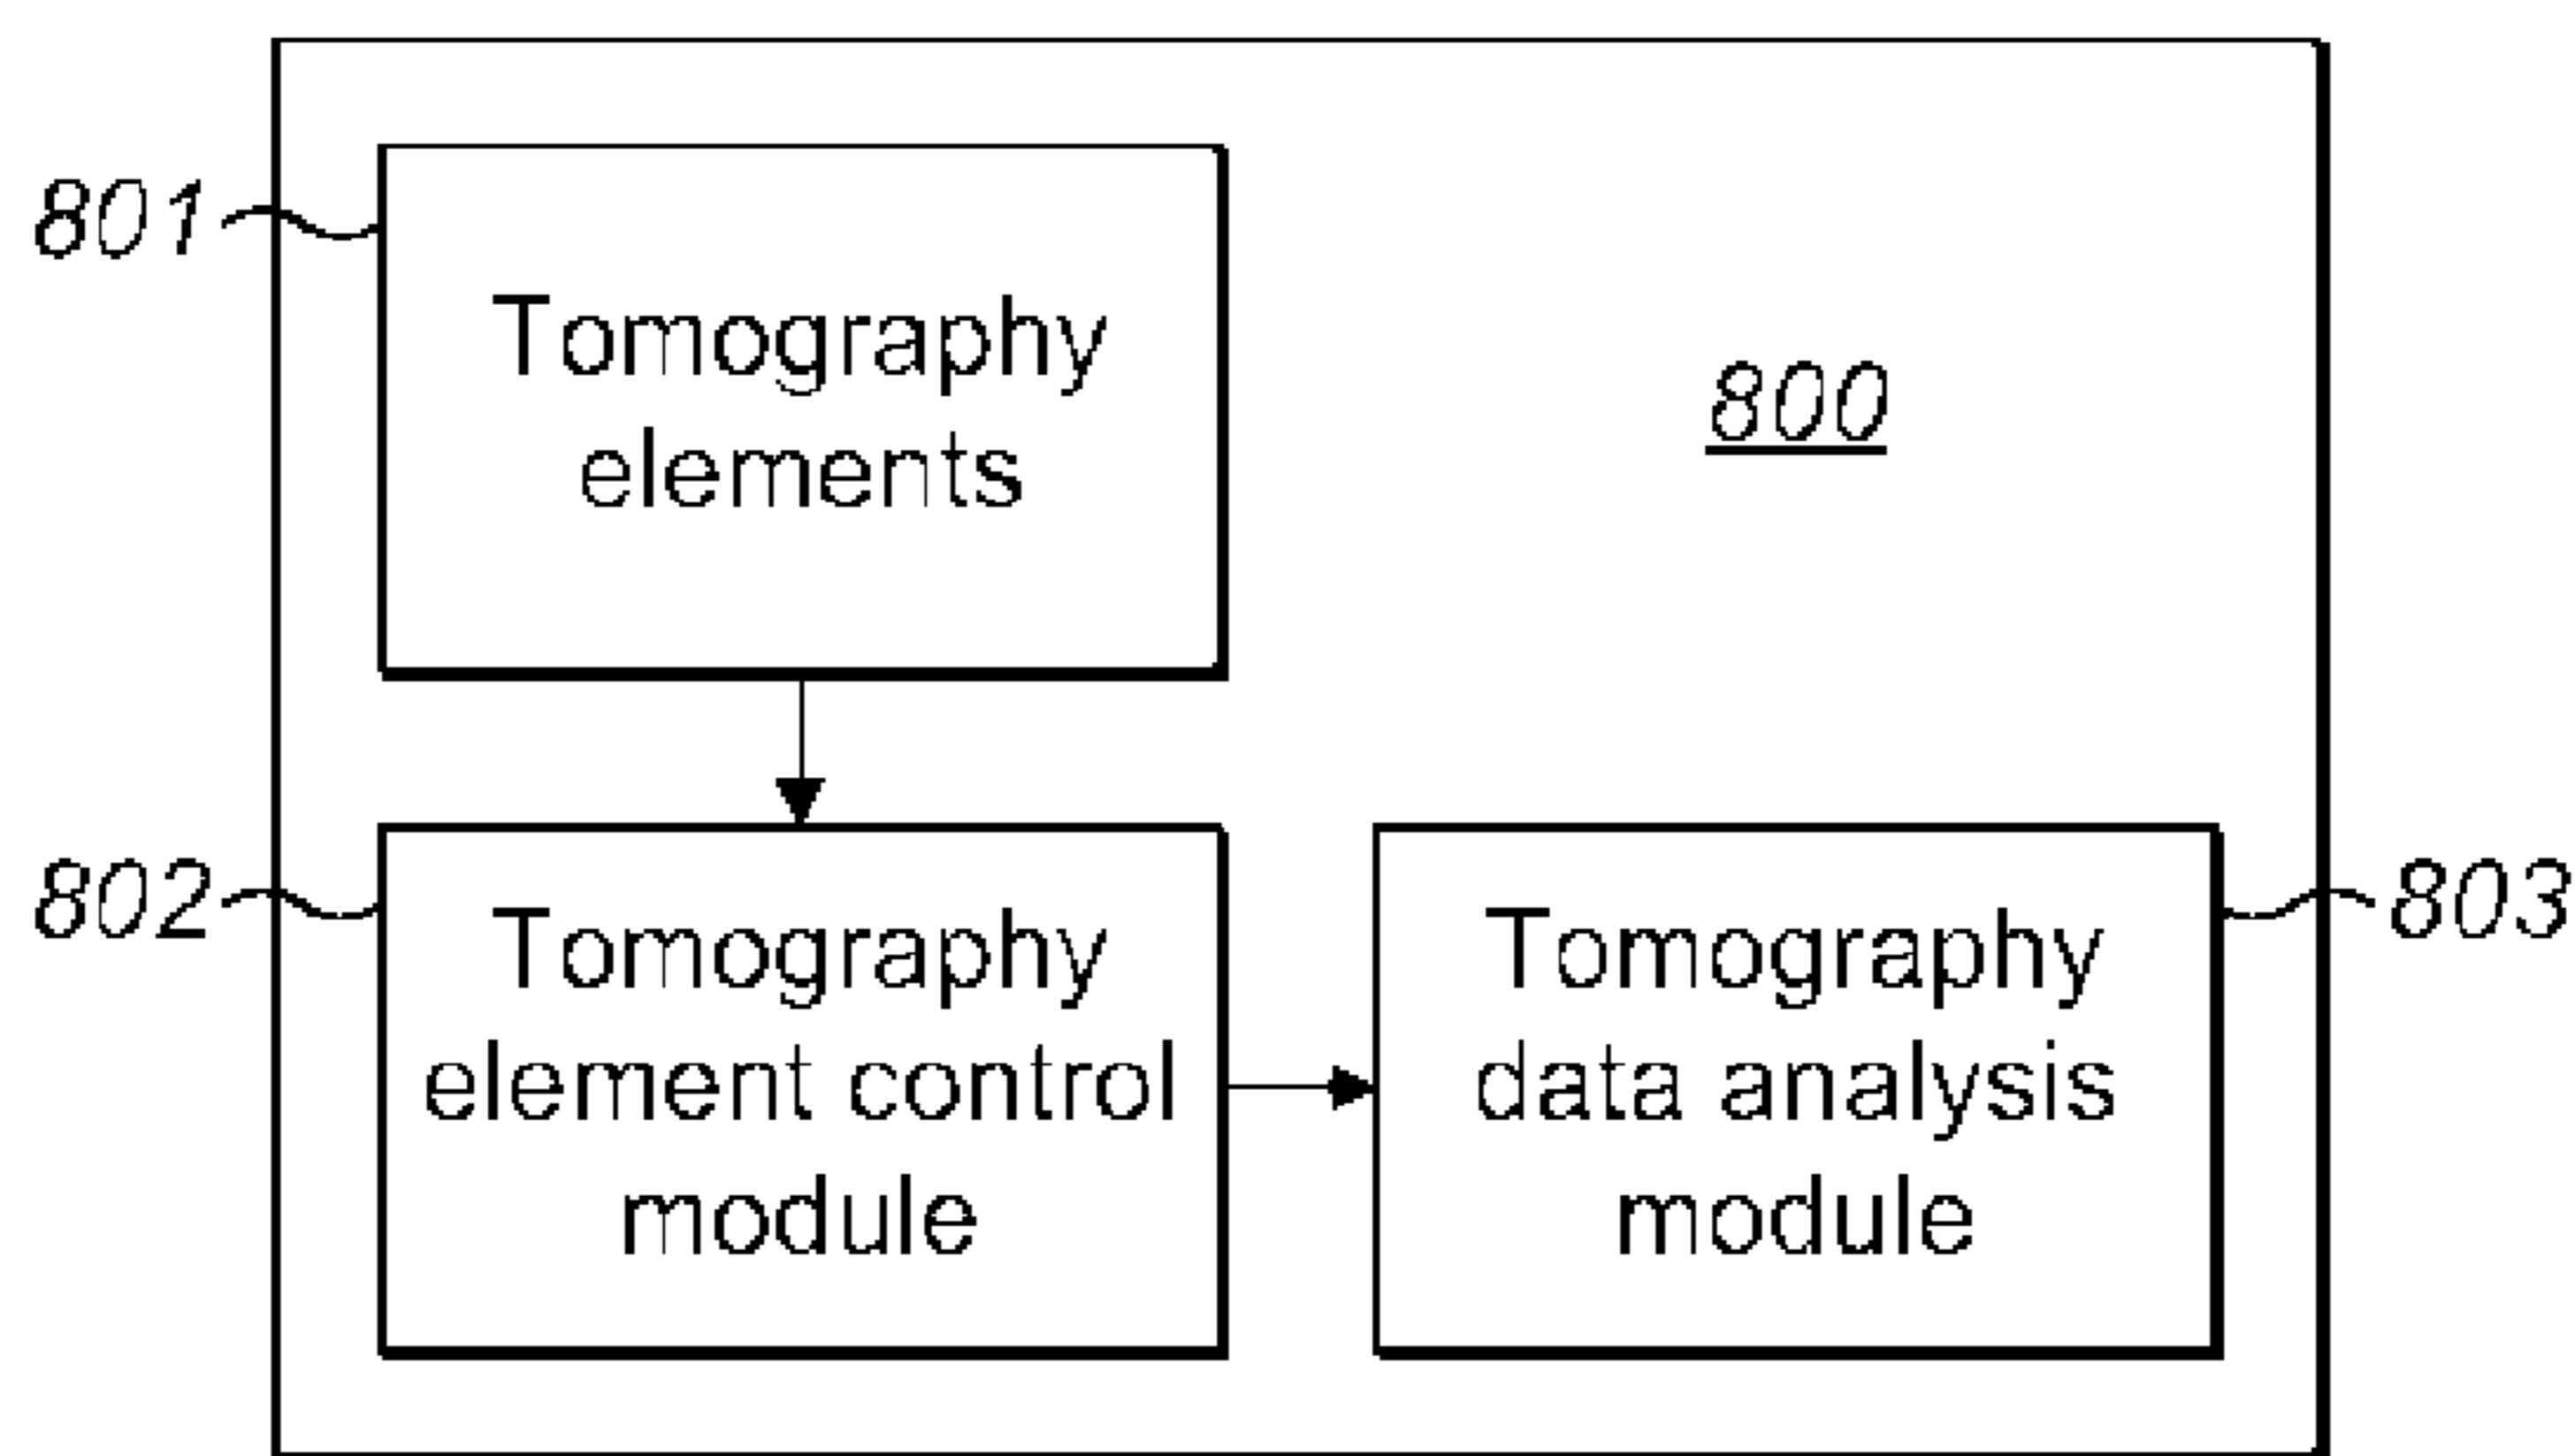 801
Tomography
elements
800
802
Tomography
element control
module
Tomography
data analysis
module
803